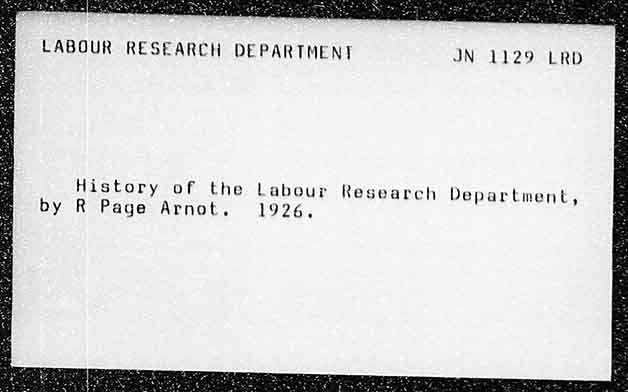 LABOUR RESEARCH DEPARTMENT JN 1129 LRD
History of the Labour Research Department,
by R Page Arnot. 1926.